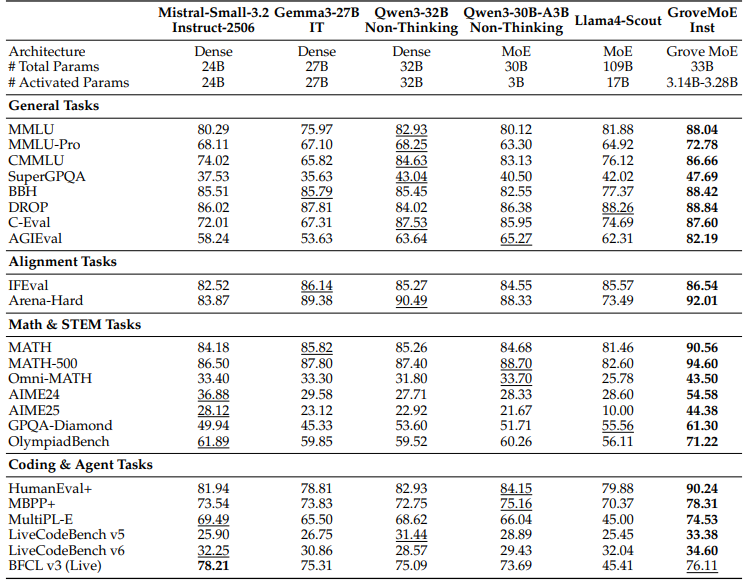 Mistral-Small-3.2 Gemma3-27B Qwen3-32B Qwen3-30B-A3B Llama4-Scout GroveMoE
Instruct-2506 IT Non-Thinking Non-Thinking Inst
Architecture Dense Dense Dense MoE MoE Grove MoE
# Total Params 24B 27B 32B 30B 109B 33B
# Activated Params 24B 27B 32B 3B 17B 3.14B-3.28B
General Tasks
MMLU 80.29 75.97 82.93 80.12 81.88 88.04
MMLU-Pro 68.11 67.10 68.25 63.30 64.92 72.78
CMMLU 74.02 65.82 84.63 83.13 76.12 86.66
SuperGPQA 37.53 35.63 43.04 40.50 42.02 47.69
BBH 85.51 85.79 85.45 82.55 77.37 88.42
DROP 86.02 87.81 84.02 86.38 88.26 88.84
C-Eval 72.01 67.31 87.53 85.95 74.69 87.60
AGIEval 58.24 53.63 63.64 65.27 62.31 82.19
Alignment Tasks
IFEval 82.52 86.14 85.27 84.55 85.57 86.54
Arena-Hard 83.87 89.38 90.49 88.33 73.49 92.01
Math & STEM Tasks
MATH 84.18 85.82 85.26 84.68 81.46 90.56
MATH-500 86.50 87.80 87.40 88.70 82.60 94.60
Omni-MATH 33.40 33.30 31.80 33.70 25.78 43.50
AIME24 36.88 29.58 27.71 28.33 28.60 54.58
AIME25 28.12 23.12 22.92 21.67 10.00 44.38
GPQA-Diamond 49.94 45.33 53.60 51.71 55.56 61.30
OlympiadBench 61.89 59.85 59.52 60.26 56.11 71.22
Coding & Agent Tasks
HumanEval+ 81.94 78.81 82.93 84.15 79.88 90.24
MBPP+ 73.54 73.83 72.75 75.16 70.37 78.31
MultiPL-E 69.49 65.50 68.62 66.04 45.00 74.53
LiveCodeBench v5 25.90 26.75 31.44 28.89 25.45 33.38
LiveCodeBench v6 32.25 30.86 28.57 29.43 32.04 34.60
BFCL v3 (Live) 78.21 75.31 75.09 73.69 45.41 76.11